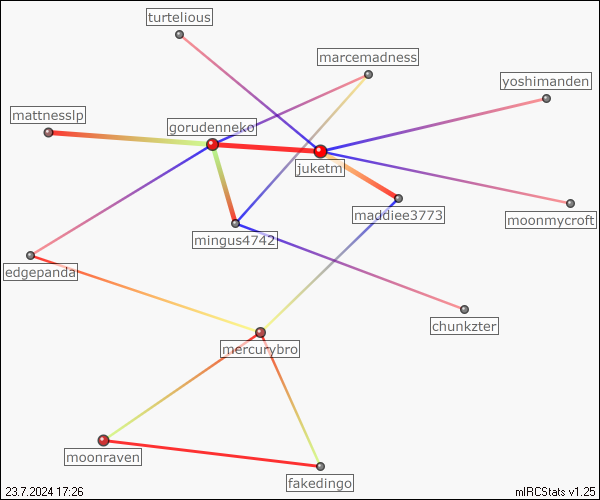 turtelious
marcemadness
yoshimanden
mattnesslp
gorudenneko
juketm
maddiee3773
moonmycroft
mingus4742
edgepanda
chunkzter
mercurybro
moonraven
fakedingo
23.7.2024 17:26
mIRCStats v1.25